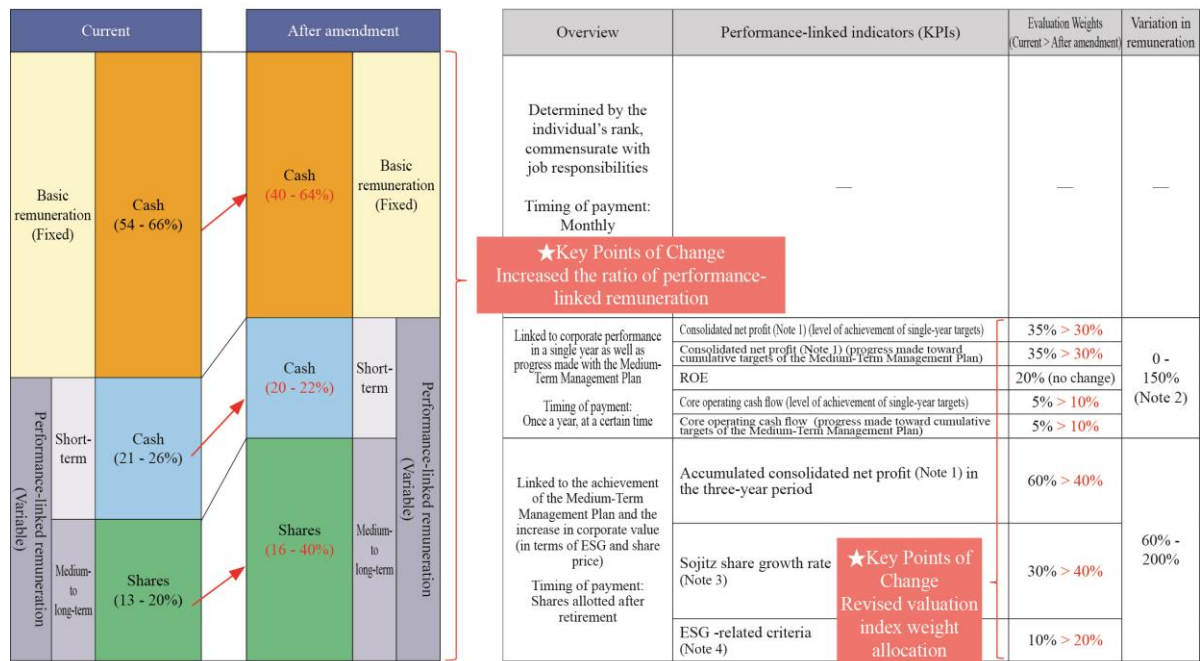 Current
After amendment
Basic
remuneration
(Fixed)
Cash
(54 - 66%)
Cash
(40 - 64%)
Basic
remuneration
(Fixed)
Performance-linked remuneration
(Variable)
Short-
term
Cash
(21 - 26%)
Cash
(20 - 22%)
Short-
term
Performance-linked remuneration
(Variable)
Medium-
to
long-term
Shares
(13 - 20%)
Shares
(16 - 40%)
Medium-
to
long-term
Overview
Performance-linked indicators (KPIs)
Evaluation Weights
(Current > After amendment)
Variation in
remuneration
Determined by the
individual's rank,
commensurate with
job responsibilities
Timing of payment:
Monthly
—
—
—
★Key Points of Change
Increased the ratio of performance-
linked remuneration
Linked to corporate performance
in a single year as well as
progress made with the Medium-
Term Management Plan
Timing of payment:
Once a year, at a certain time
Consolidated net profit (Note 1) (level of achievement of single-year targets)
35% > 30%
Consolidated net profit (Note 1) (progress made toward
cumulative targets of the Medium-Term Management Plan)
35% > 30%
ROE
20% (no change)
Core operating cash flow (level of achievement of single-year targets)
5% > 10%
Core operating cash flow (progress made toward cumulative
targets of the Medium-Term Management Plan)
5% > 10%
0 -
150%
(Note 2)
Linked to the achievement
of the Medium-Term
Management Plan and the
increase in corporate value
(in terms of ESG and share
price)
Timing of payment:
Shares allotted after
retirement
Accumulated consolidated net profit (Note 1) in
the three-year period
60% > 40%
Sojitz share growth rate
(Note 3)
30% > 40%
ESG -related criteria
(Note 4)
10% > 20%
60% -
200%
★Key Points of
Change
Revised valuation
index weight
allocation